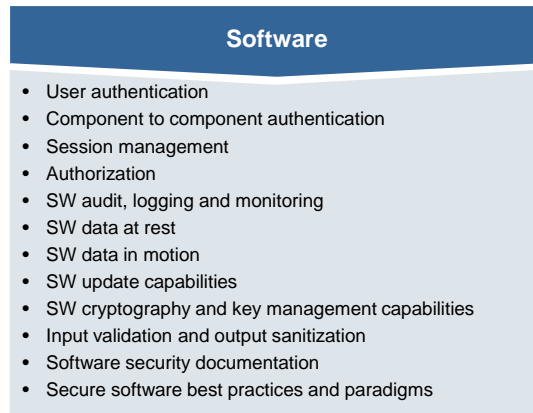 Software
• User authentication
• Component to component authentication
• Session management
• Authorization
• SW audit, logging and monitoring
• SW data at rest
• SW data in motion
• SW update capabilities
• SW cryptography and key management capabilities
• Input validation and output sanitization
• Software security documentation
• Secure software best practices and paradigms